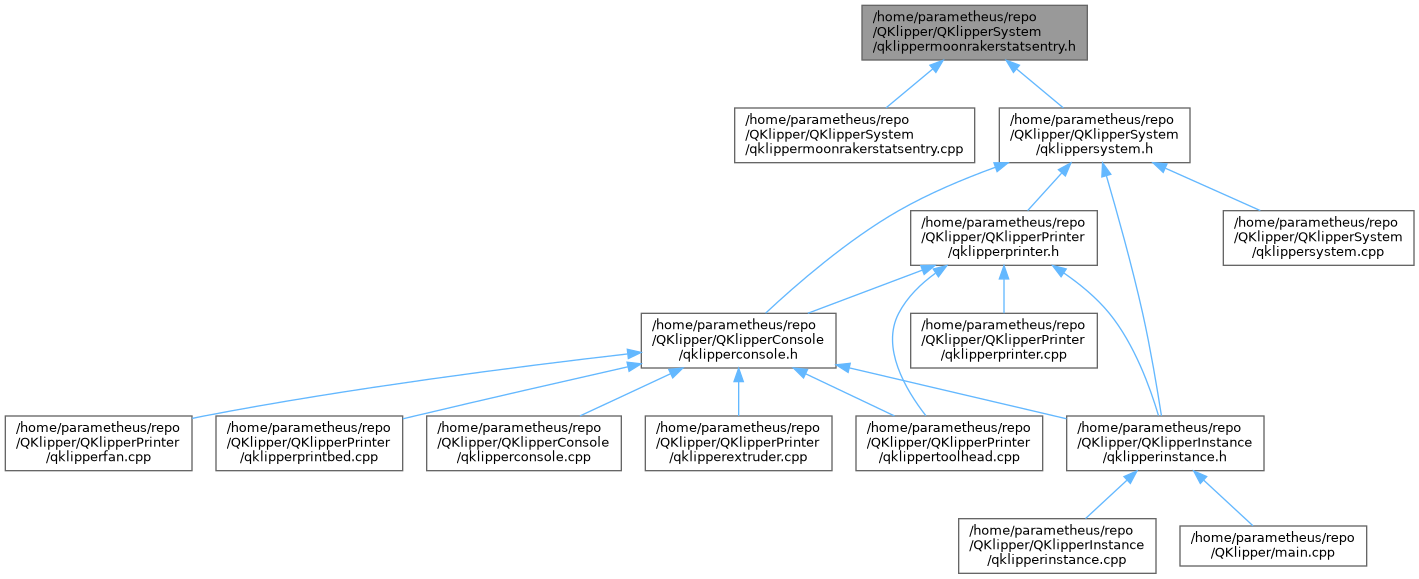 /home/parametheus/repo
/QKlipper/QKlipperSystem
/qklippermoonrakerstatsentry.h
/home/parametheus/repo
/QKlipper/QKlipperSystem
/qklippermoonrakerstatsentry.cpp
/home/parametheus/repo
/QKlipper/QKlipperSystem
/qklippersystem.h
/home/parametheus/repo
/QKlipper/QKlipperPrinter
/qklipperprinter.h
/home/parametheus/repo
/QKlipper/QKlipperSystem
/qklippersystem.cpp
/home/parametheus/repo
/QKlipper/QKlipperConsole
/qklipperconsole.h
/home/parametheus/repo
/QKlipper/QKlipperPrinter
/qklipperprinter.cpp
/home/parametheus/repo
/QKlipper/QKlipperPrinter
/qklipperfan.cpp
/home/parametheus/repo
/QKlipper/QKlipperPrinter
/qklipperprintbed.cpp
/home/parametheus/repo
/QKlipper/QKlipperConsole
/qklipperconsole.cpp
/home/parametheus/repo
/QKlipper/QKlipperPrinter
/qklipperextruder.cpp
/home/parametheus/repo
/QKlipper/QKlipperPrinter
/qklippertoolhead.cpp
/home/parametheus/repo
/QKlipper/QKlipperInstance
/qklipperinstance.h
/home/parametheus/repo
/QKlipper/QKlipperInstance
/qklipperinstance.cpp
/home/parametheus/repo
/QKlipper/main.cpp